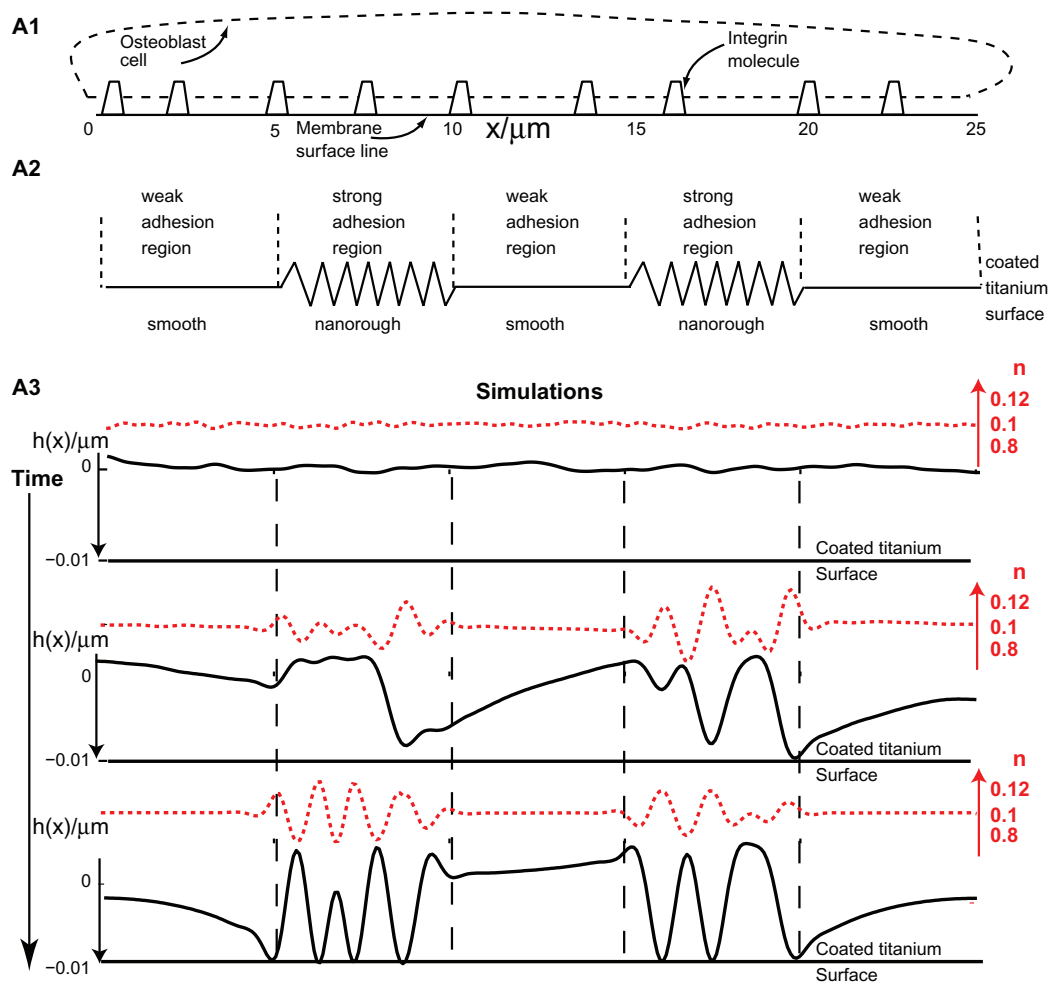 A1
Osteoblast
cell
Integrin
molecule
0
5
10
15
20
25
Membrane
surface line
x/μm
A2
weak
adhesion
region
strong
adhesion
region
weak
adhesion
region
strong
adhesion
region
weak
adhesion
region
coated
titanium
surface
smooth
nanorough
smooth
nanorough
smooth
A3
Simulations
n
0.12
0.1
0.8
h(x)/μm
0
Time
−0.01
Coated titanium
Surface
n
0.12
0.1
0.8
h(x)/μm
0
−0.01
Coated titanium
Surface
n
0.12
0.1
0.8
h(x)/μm
0
−0.01
Coated titanium
Surface